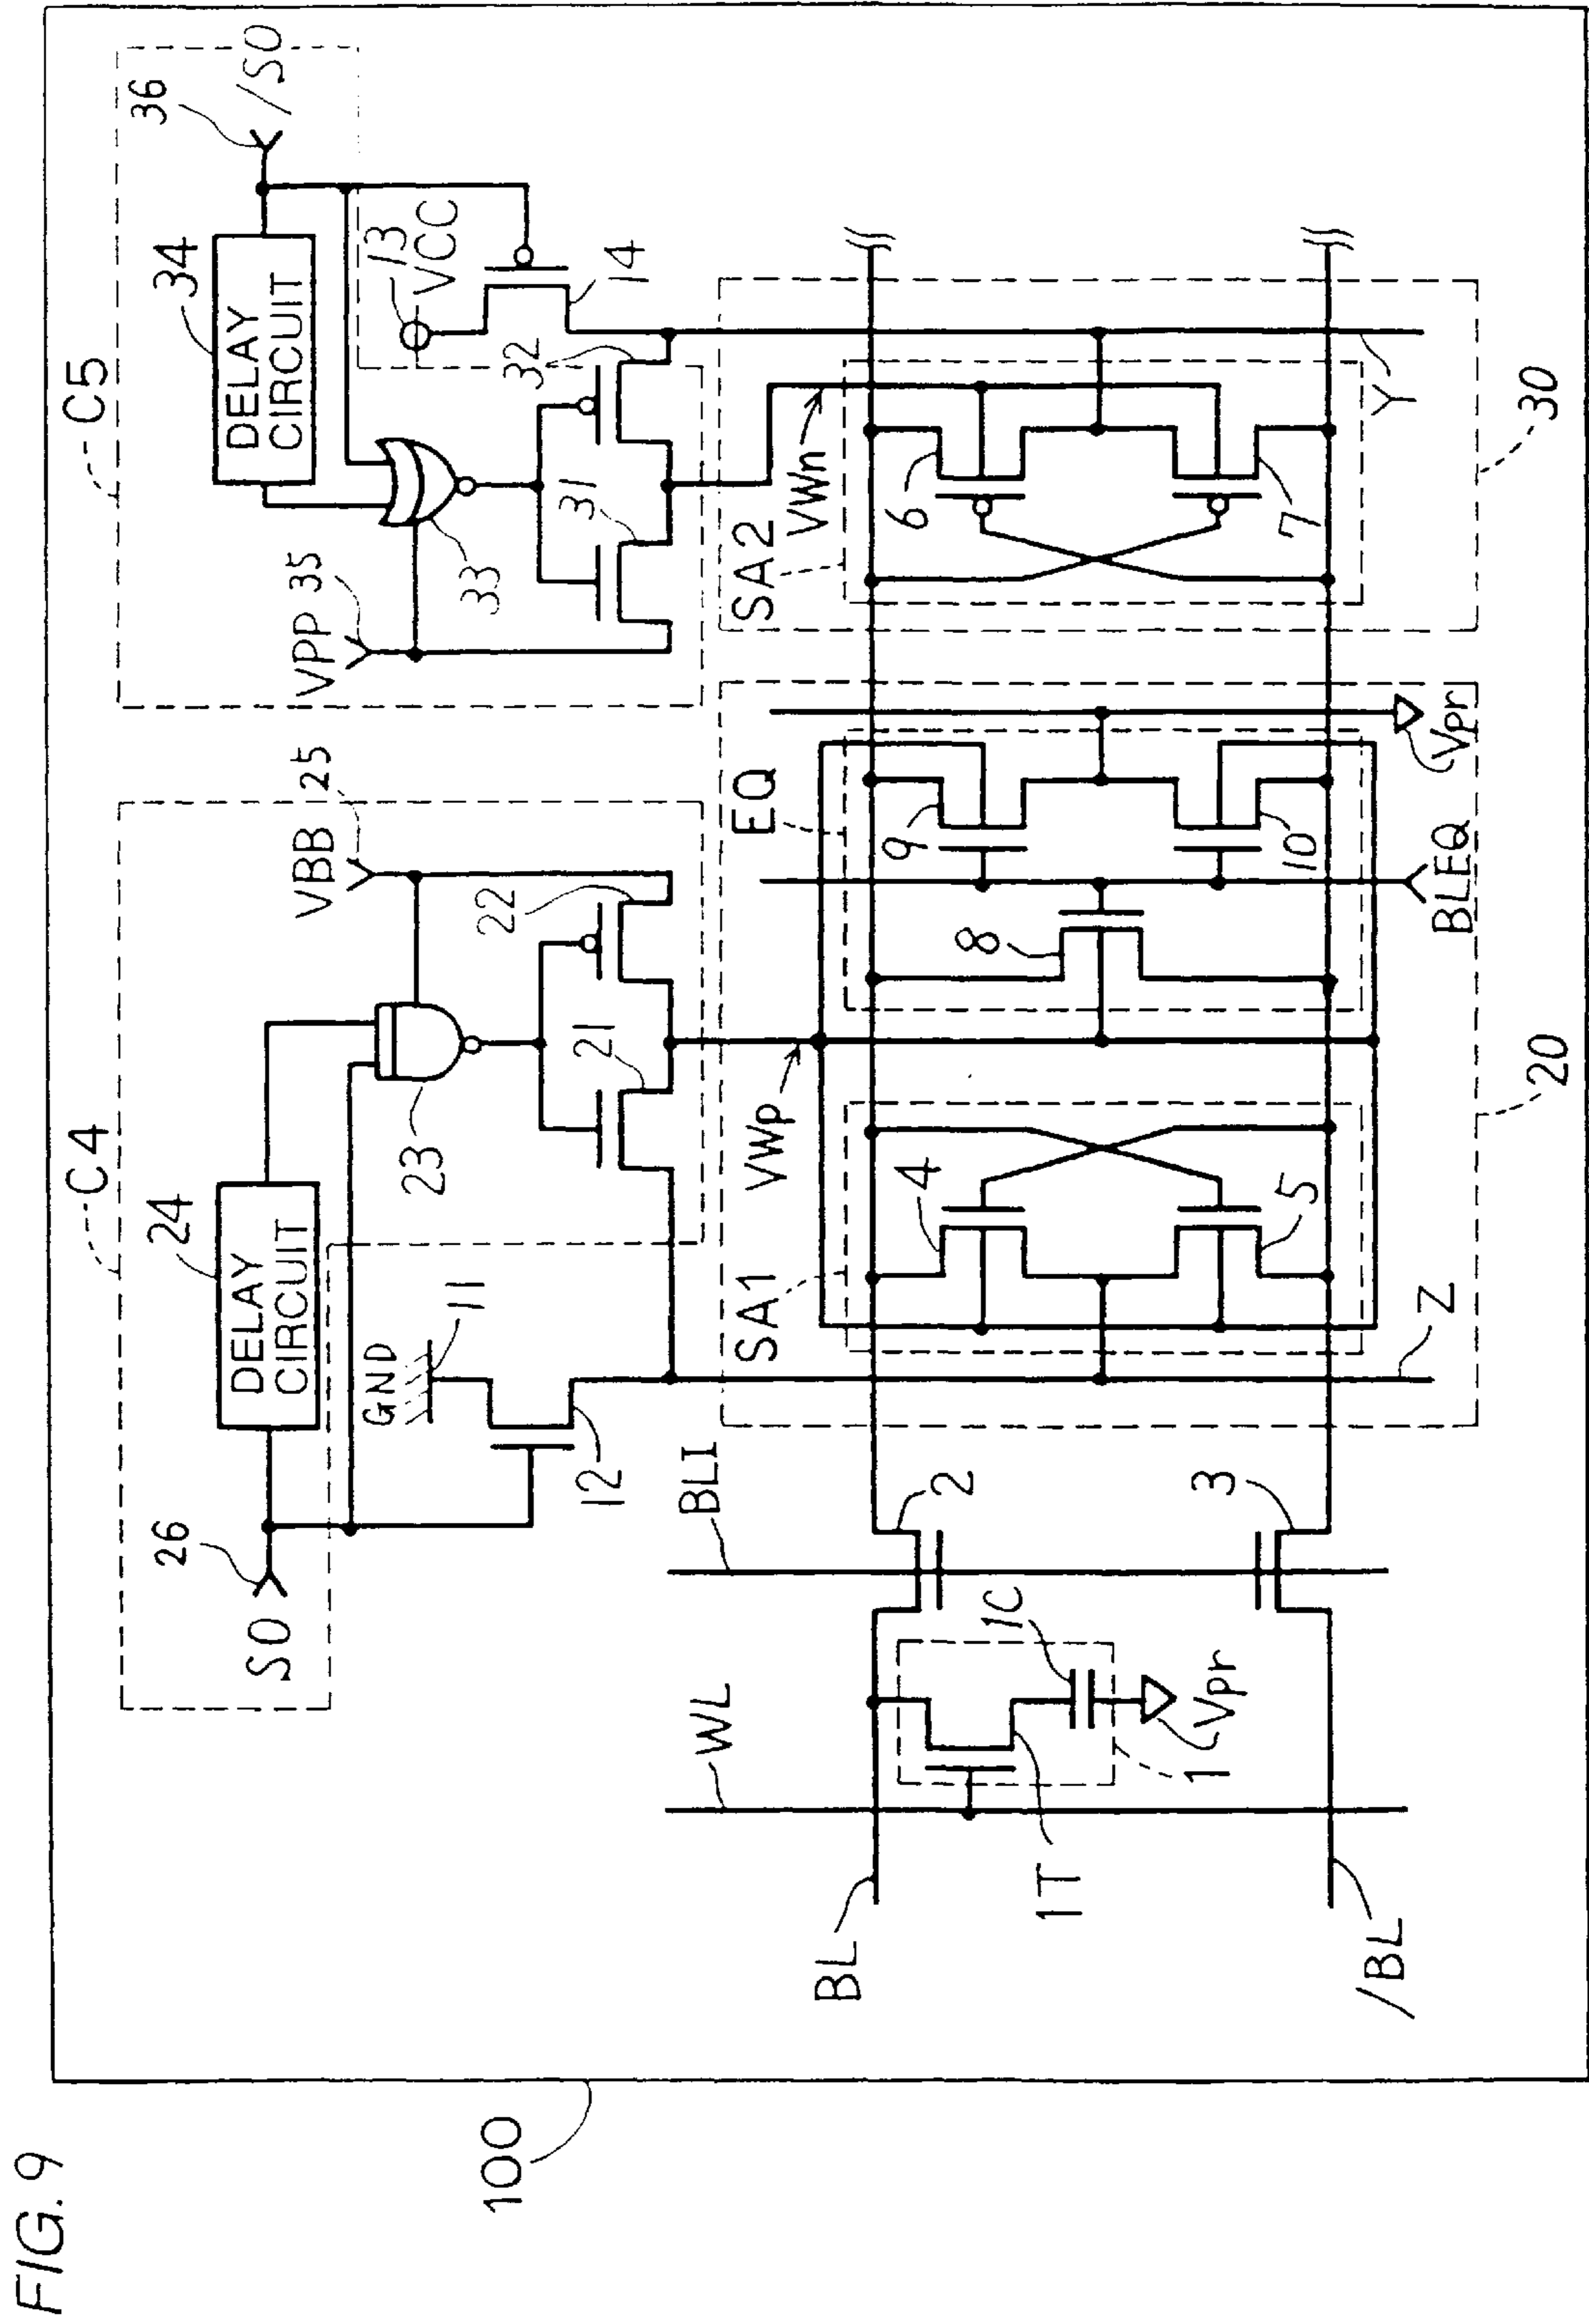 FIG. 9
100
C4
C5
SO
26
DELAY
CIRCUIT
24
23
VBB
25
22
21
GND
11
12
VPP
35
33
DELAY
CIRCUIT
34
36
/SO
13
VCC
14
32
31
WL
BLI
SA1
VWp
EQ
SA2
VWn
BL
2
4
8
9
6
1T
1C
1
Vpr
3
5
10
7
/BL
Z
BLEQ
Vpr
Y
20
30